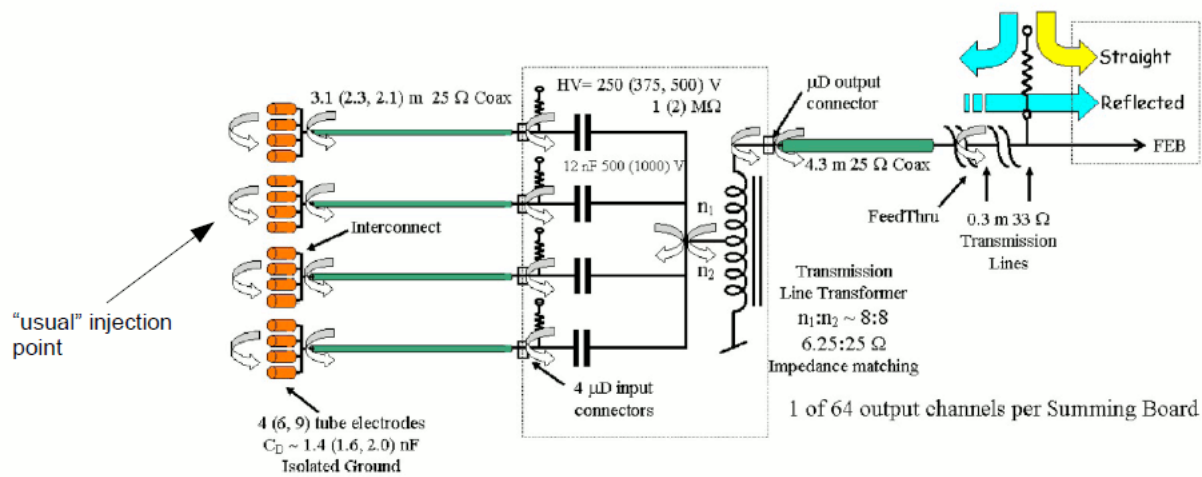 3.1 (2.3, 2.1) m 25 Ω Coax
HV= 250 (375, 500) V
1 (2) MΩ
μD output
connector
Straight
Reflected
12 nF 500 (1000) V
4.3 m 25 Ω Coax
FEB
n₁
n₂
FeedThru
0.3 m 33 Ω
Transmission
Lines
Interconnect
"usual" injection
point
Transmission
Line Transformer
n₁:n₂ ~ 8:8
6.25:25 Ω
Impedance matching
4 μD input
connectors
4 (6, 9) tube electrodes
C_D ~ 1.4 (1.6, 2.0) nF
Isolated Ground
1 of 64 output channels per Summing Board